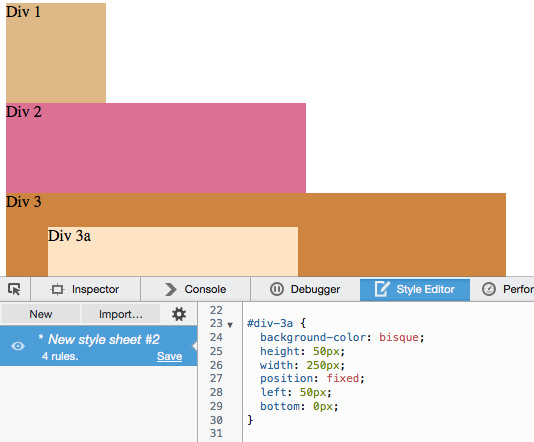 Div 1
Div 2
Div 3
Div 3a
Inspector Console Debugger Style Editor Perfor
New Import...
* New style sheet #2
4 rules. Save
22
23 #div-3a {
24 background-color: bisque;
25 height: 50px;
26 width: 250px;
27 position: fixed;
28 left: 50px;
29 bottom: 0px;
30 }
31